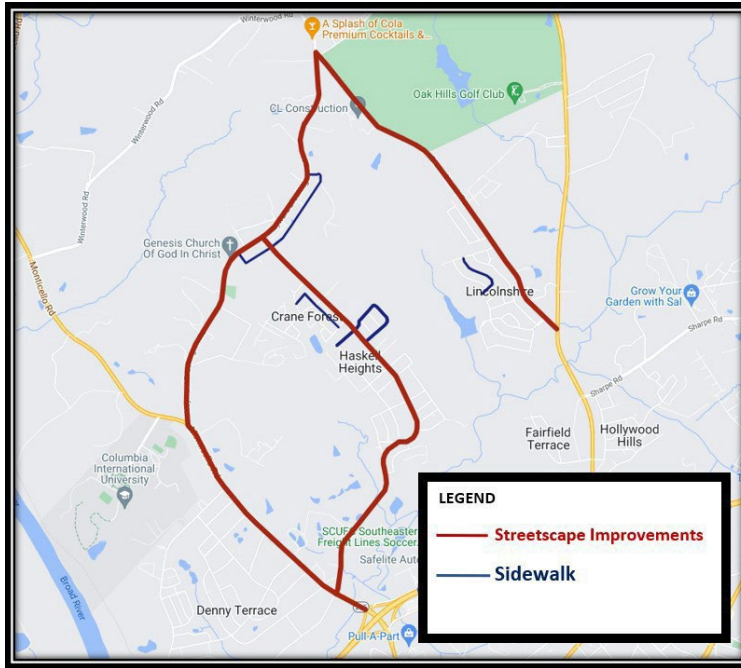 Winterwood Rd
A Splash of Cola
Premium Cocktails &...
Winterwood Rd
Oak Hills Golf Club
CL Construction
Genesis Church
Of God In Christ
Monticello Rd
Lincolnshire
Grow Your
Garden with Sal
Crane Forest
Sharpe Rd
Haskell
Heights
Sharpe Rd
Fairfield
Terrace
Hollywood
Hills
Columbia
International
University
LEGEND
Streetscape Improvements
SCUFC Southeaster
Freight Lines Soccer
Safelite Auto
Sidewalk
Broad River
Denny Terrace
Pull-A-Part